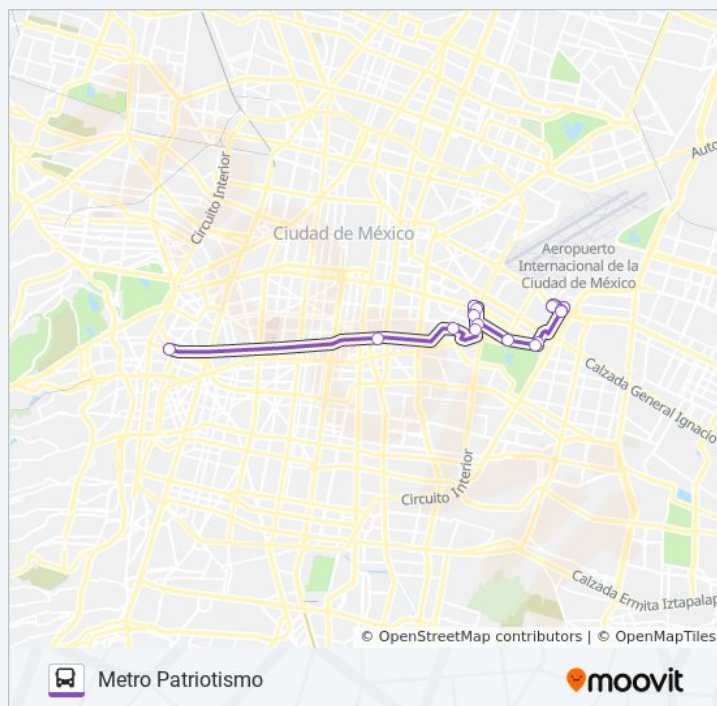 Auto
Circuito Interior
Ciudad de México
Aeropuerto
Internacional de la
Ciudad de México
Calzada General Ignacio
Circuito Interior
Calzada Ermita Iztapalap
© OpenStreetMap contributors | © OpenMapTiles
Metro Patriotismo
moovit